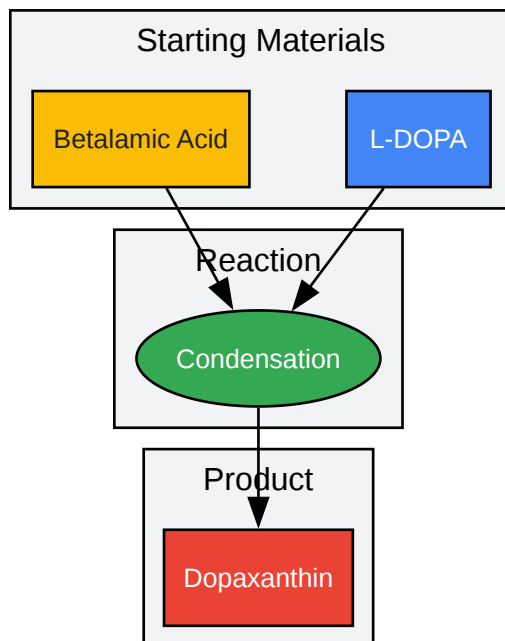 Starting Materials
Betalamic Acid
L-DOPA
Reaction
Condensation
Product
Dopaxanthin